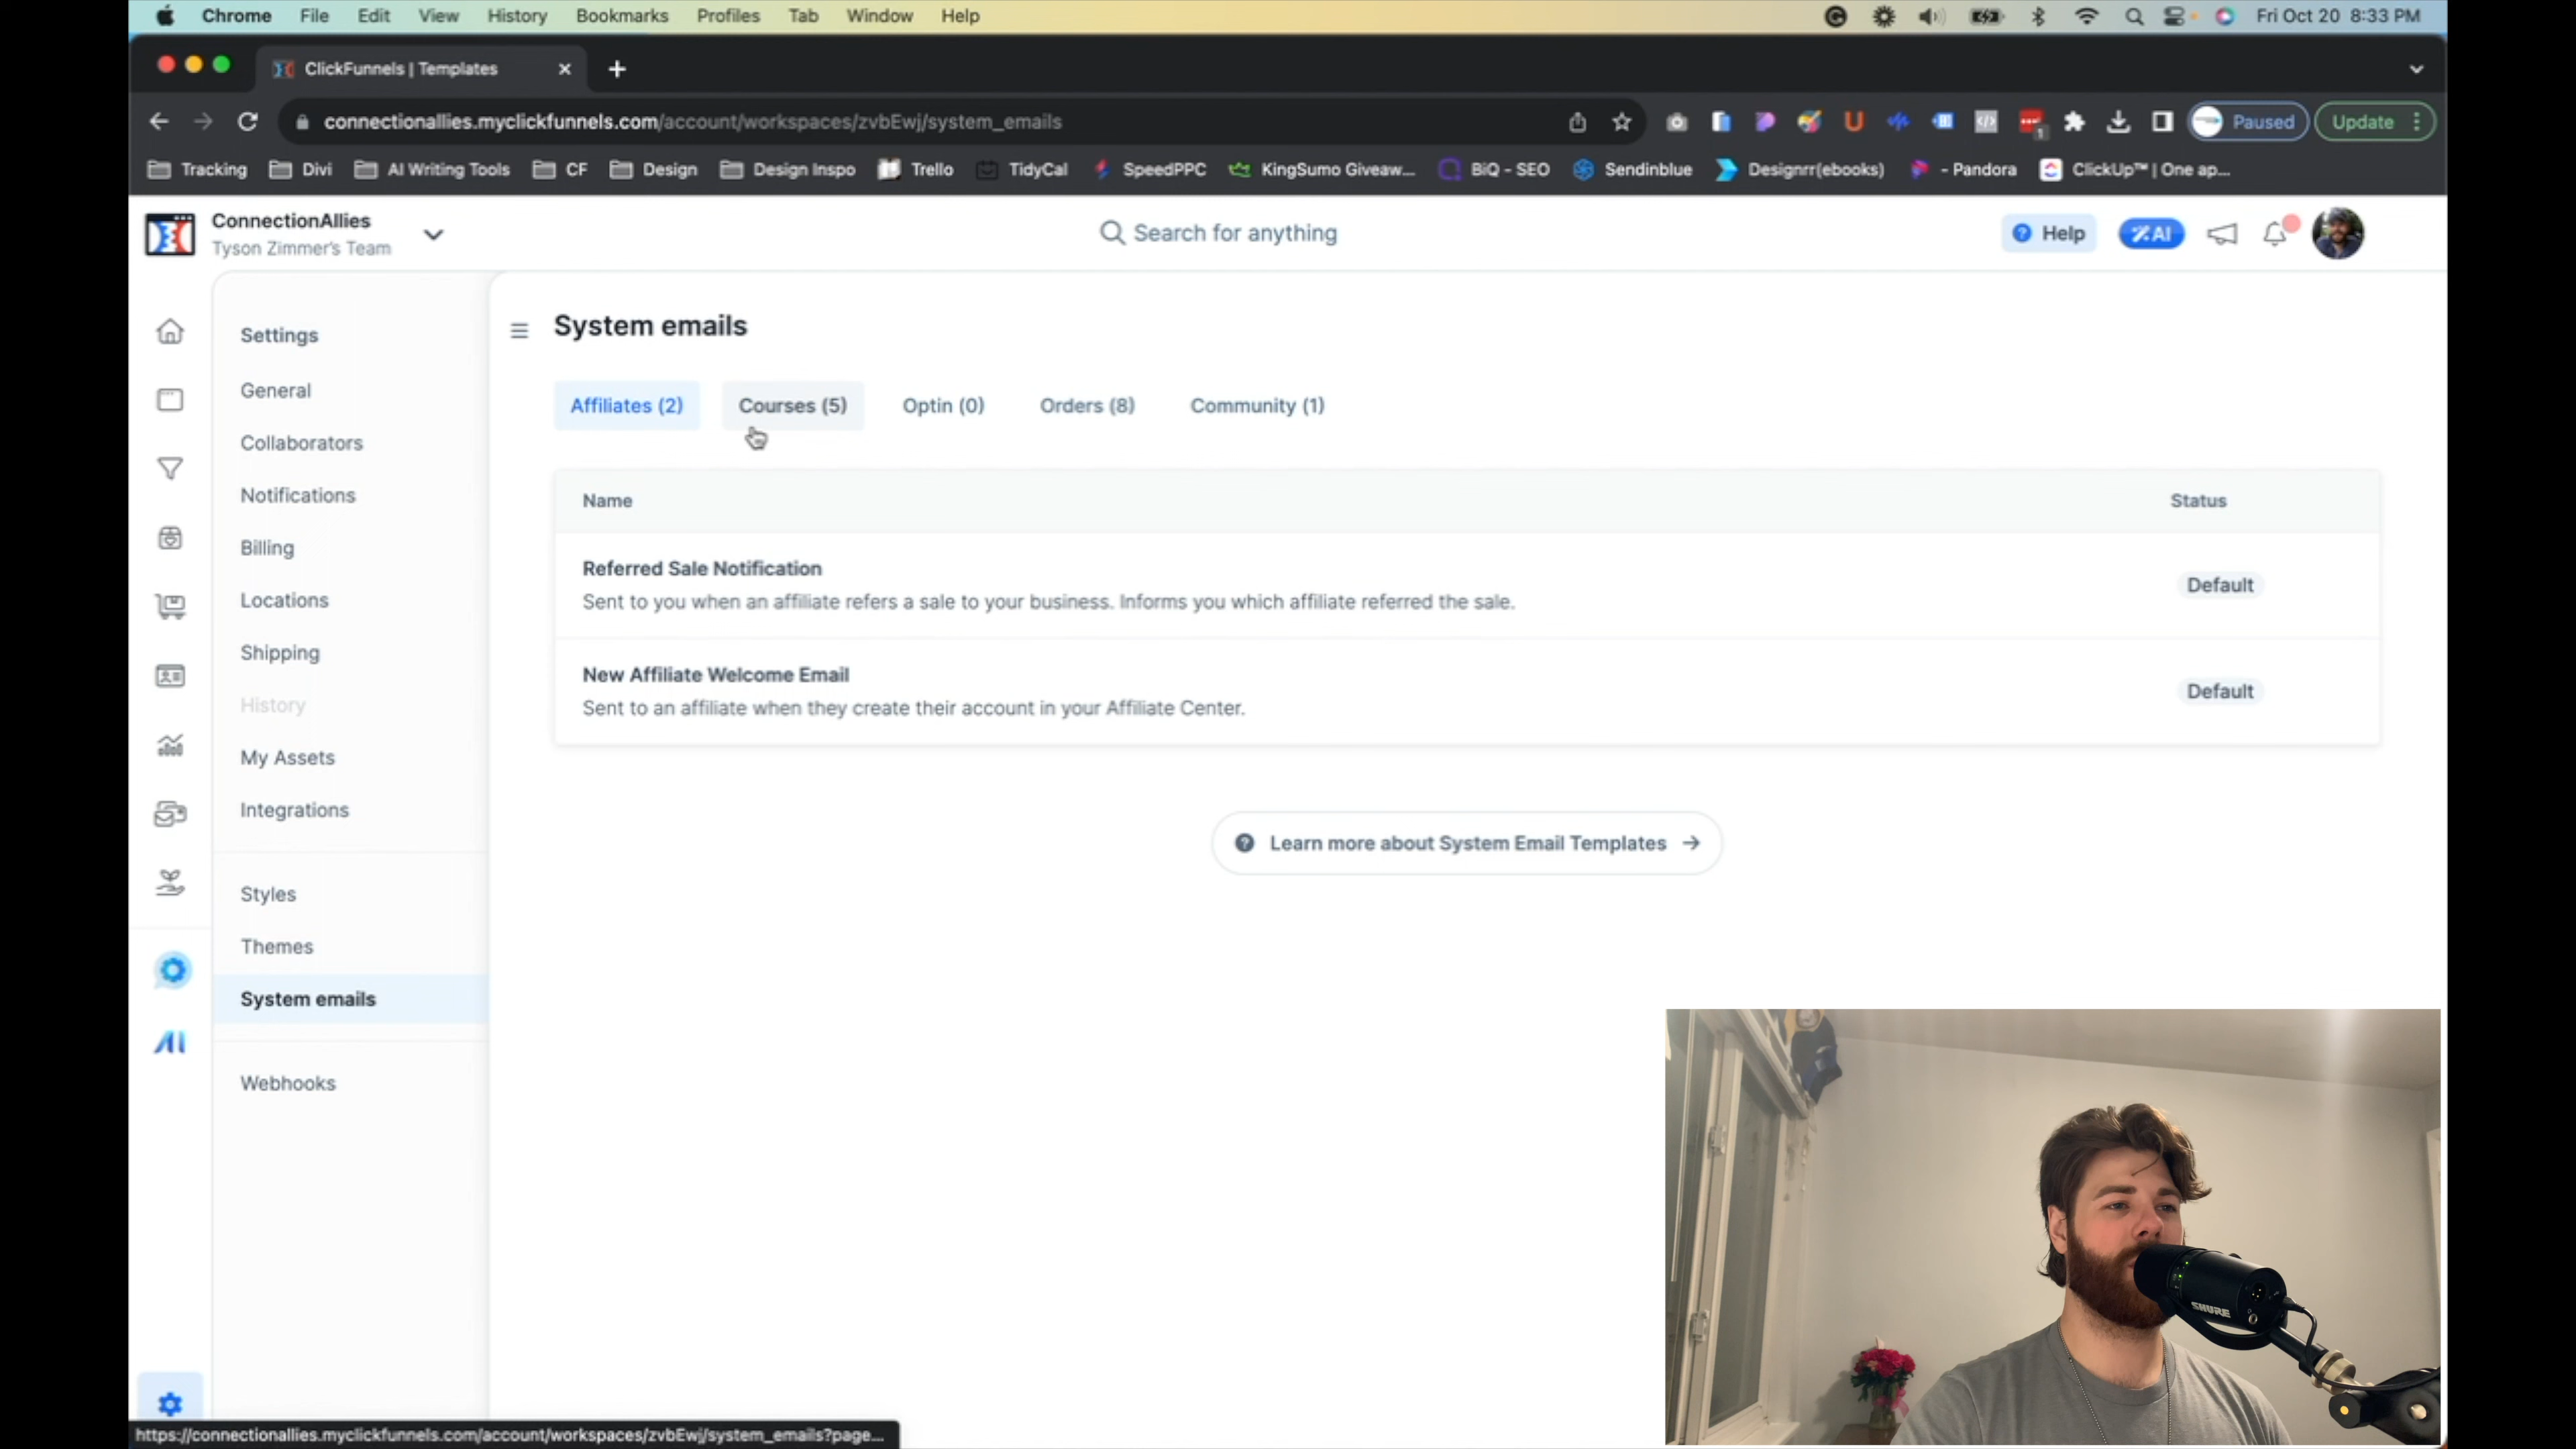 Chrome File Edit View History Bookmarks Profiles Tab Window Help Fri Oct 20 8:33 PM
ClickFunnels | Templates
connectionallies.myclickfunnels.com/account/workspaces/zvbEwj/system_emails Paused Update
Tracking Divi AI Writing Tools CF Design Design Inspo Trello TidyCal SpeedPPC KingSumo Giveaw... BiQ - SEO Sendinblue Designrr(ebooks) - Pandora ClickUp™ | One ap...
ConnectionAllies
Tyson Zimmer's Team
Search for anything
Help
AI
Settings
General
Collaborators
Notifications
Billing
Locations
Shipping
History
My Assets
Integrations
Styles
Themes
System emails
Webhooks
AI
System emails
Affiliates (2) Courses (5) Optin (0) Orders (8) Community (1)
Name Status
Referred Sale Notification
Sent to you when an affiliate refers a sale to your business. Informs you which affiliate referred the sale.
Default
New Affiliate Welcome Email
Sent to an affiliate when they create their account in your Affiliate Center.
Default
Learn more about System Email Templates
SHURE
https://connectionallies.myclickfunnels.com/account/workspaces/zvbEwj/system_emails?page...